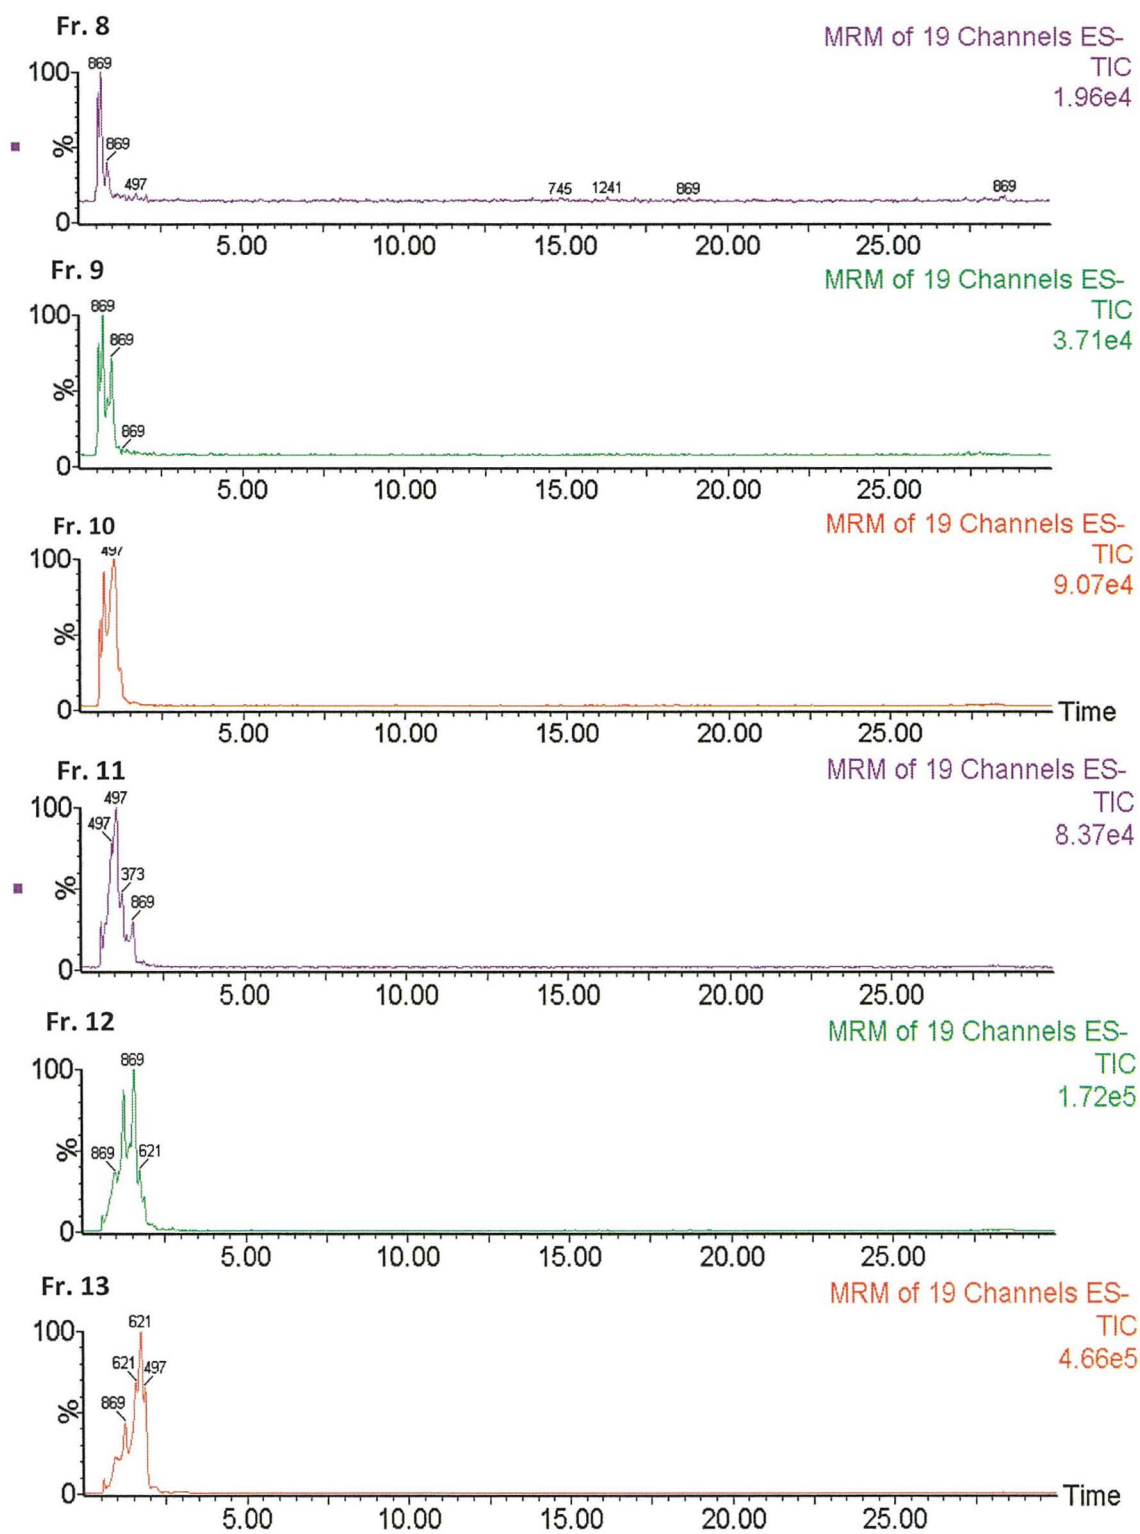 Fr. 8
MRM of 19 Channels ES-
TIC
1.96e4
869
100
869
%
497
745
1241
869
869
0
5.00 10.00 15.00 20.00 25.00
Fr. 9
MRM of 19 Channels ES-
TIC
3.71e4
869
100
869
%
869
0
5.00 10.00 15.00 20.00 25.00
Fr. 10
MRM of 19 Channels ES-
TIC
9.07e4
497
100
%
0
Time
5.00 10.00 15.00 20.00 25.00
Fr. 11
MRM of 19 Channels ES-
TIC
8.37e4
497
100
497
373
%
869
0
5.00 10.00 15.00 20.00 25.00
Fr. 12
MRM of 19 Channels ES-
TIC
1.72e5
869
100
869
621
%
0
5.00 10.00 15.00 20.00 25.00
Fr. 13
MRM of 19 Channels ES-
TIC
4.66e5
621
100
621
497
869
%
0
Time
5.00 10.00 15.00 20.00 25.00